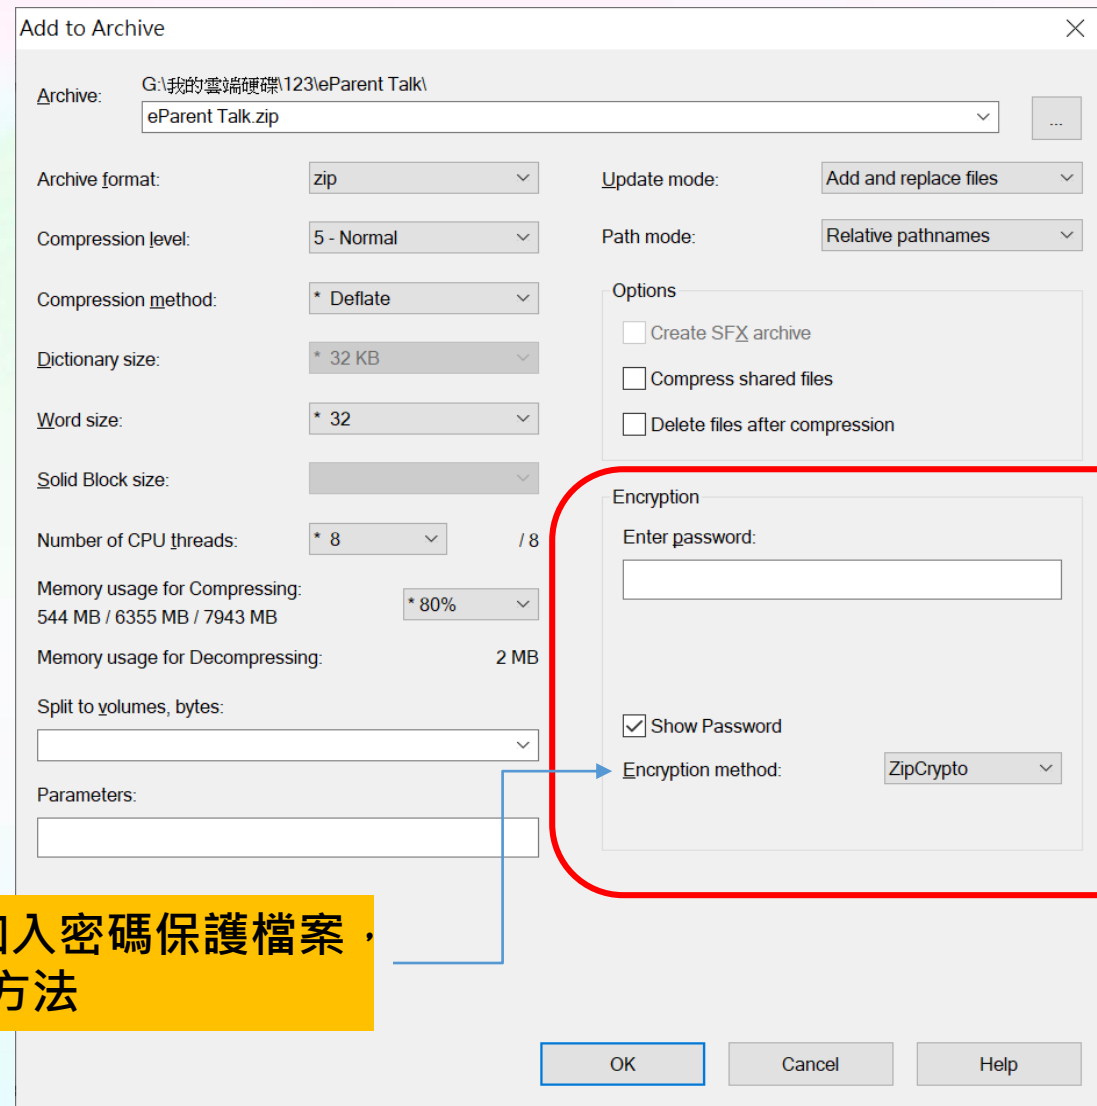 Add to Archive
Archive:
G:\我的雲端硬碟\123\eParent Talk\
eParent Talk.zip
...
Archive format: zip
Compression level: 5 - Normal
Compression method: * Deflate
Dictionary size: * 32 KB
Word size: * 32
Solid Block size:
Number of CPU threads: * 8 / 8
Memory usage for Compressing:
544 MB / 6355 MB / 7943 MB * 80%
Memory usage for Decompressing: 2 MB
Split to volumes, bytes:
Parameters:
Update mode: Add and replace files
Path mode: Relative pathnames
Options
Create SFX archive
Compress shared files
Delete files after compression
Encryption
Enter password:
Show Password
Encryption method: ZipCrypto
入密碼保護檔案，
方法
OK Cancel Help